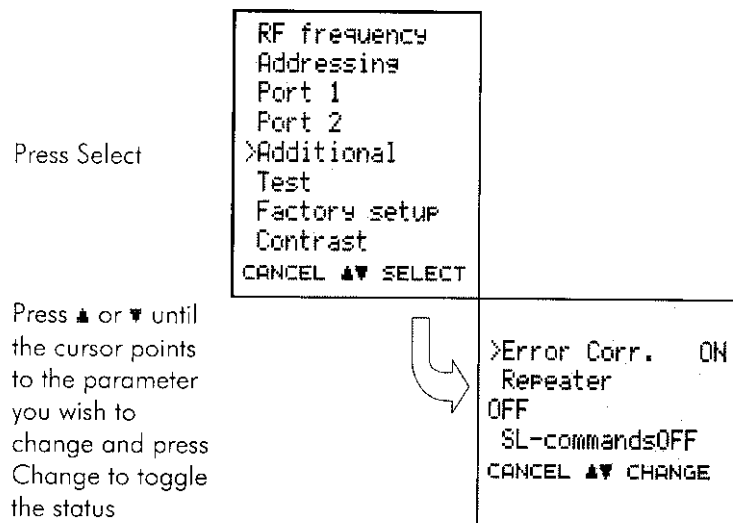 RF frequency
Addressing
Port 1
Port 2
Press Select
>Additional
Test
Factory setup
Contrast
CANCEL ▲▼ SELECT
Press ▲ or ▼ until
the cursor points
to the parameter
you wish to
change and press
Change to toggle
the status
>Error Corr. ON
Repeater
OFF
SL-commandsOFF
CANCEL ▲▼ CHANGE